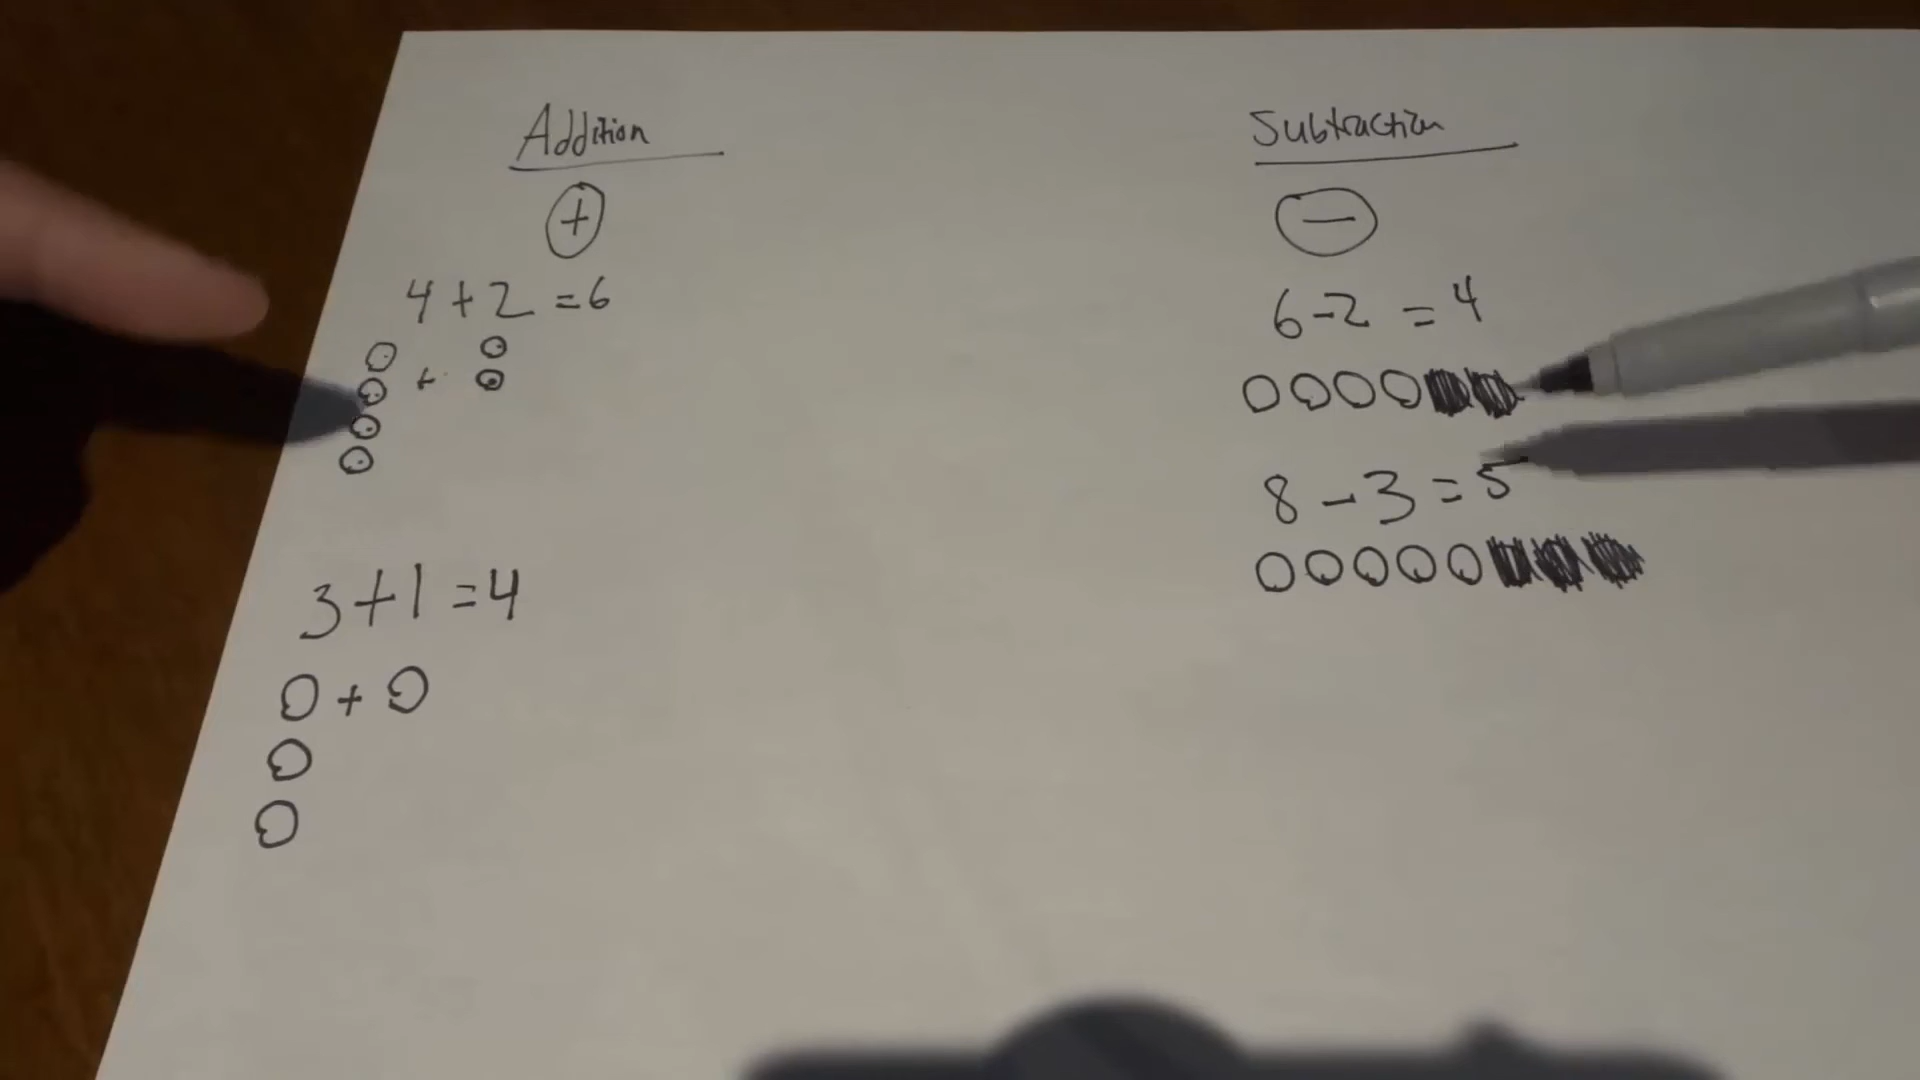 Addition
+
4 + 2 = 6
+
3 + 1 = 4
+
Subtraction
-
6 - 2 = 4
8 - 3 = 5